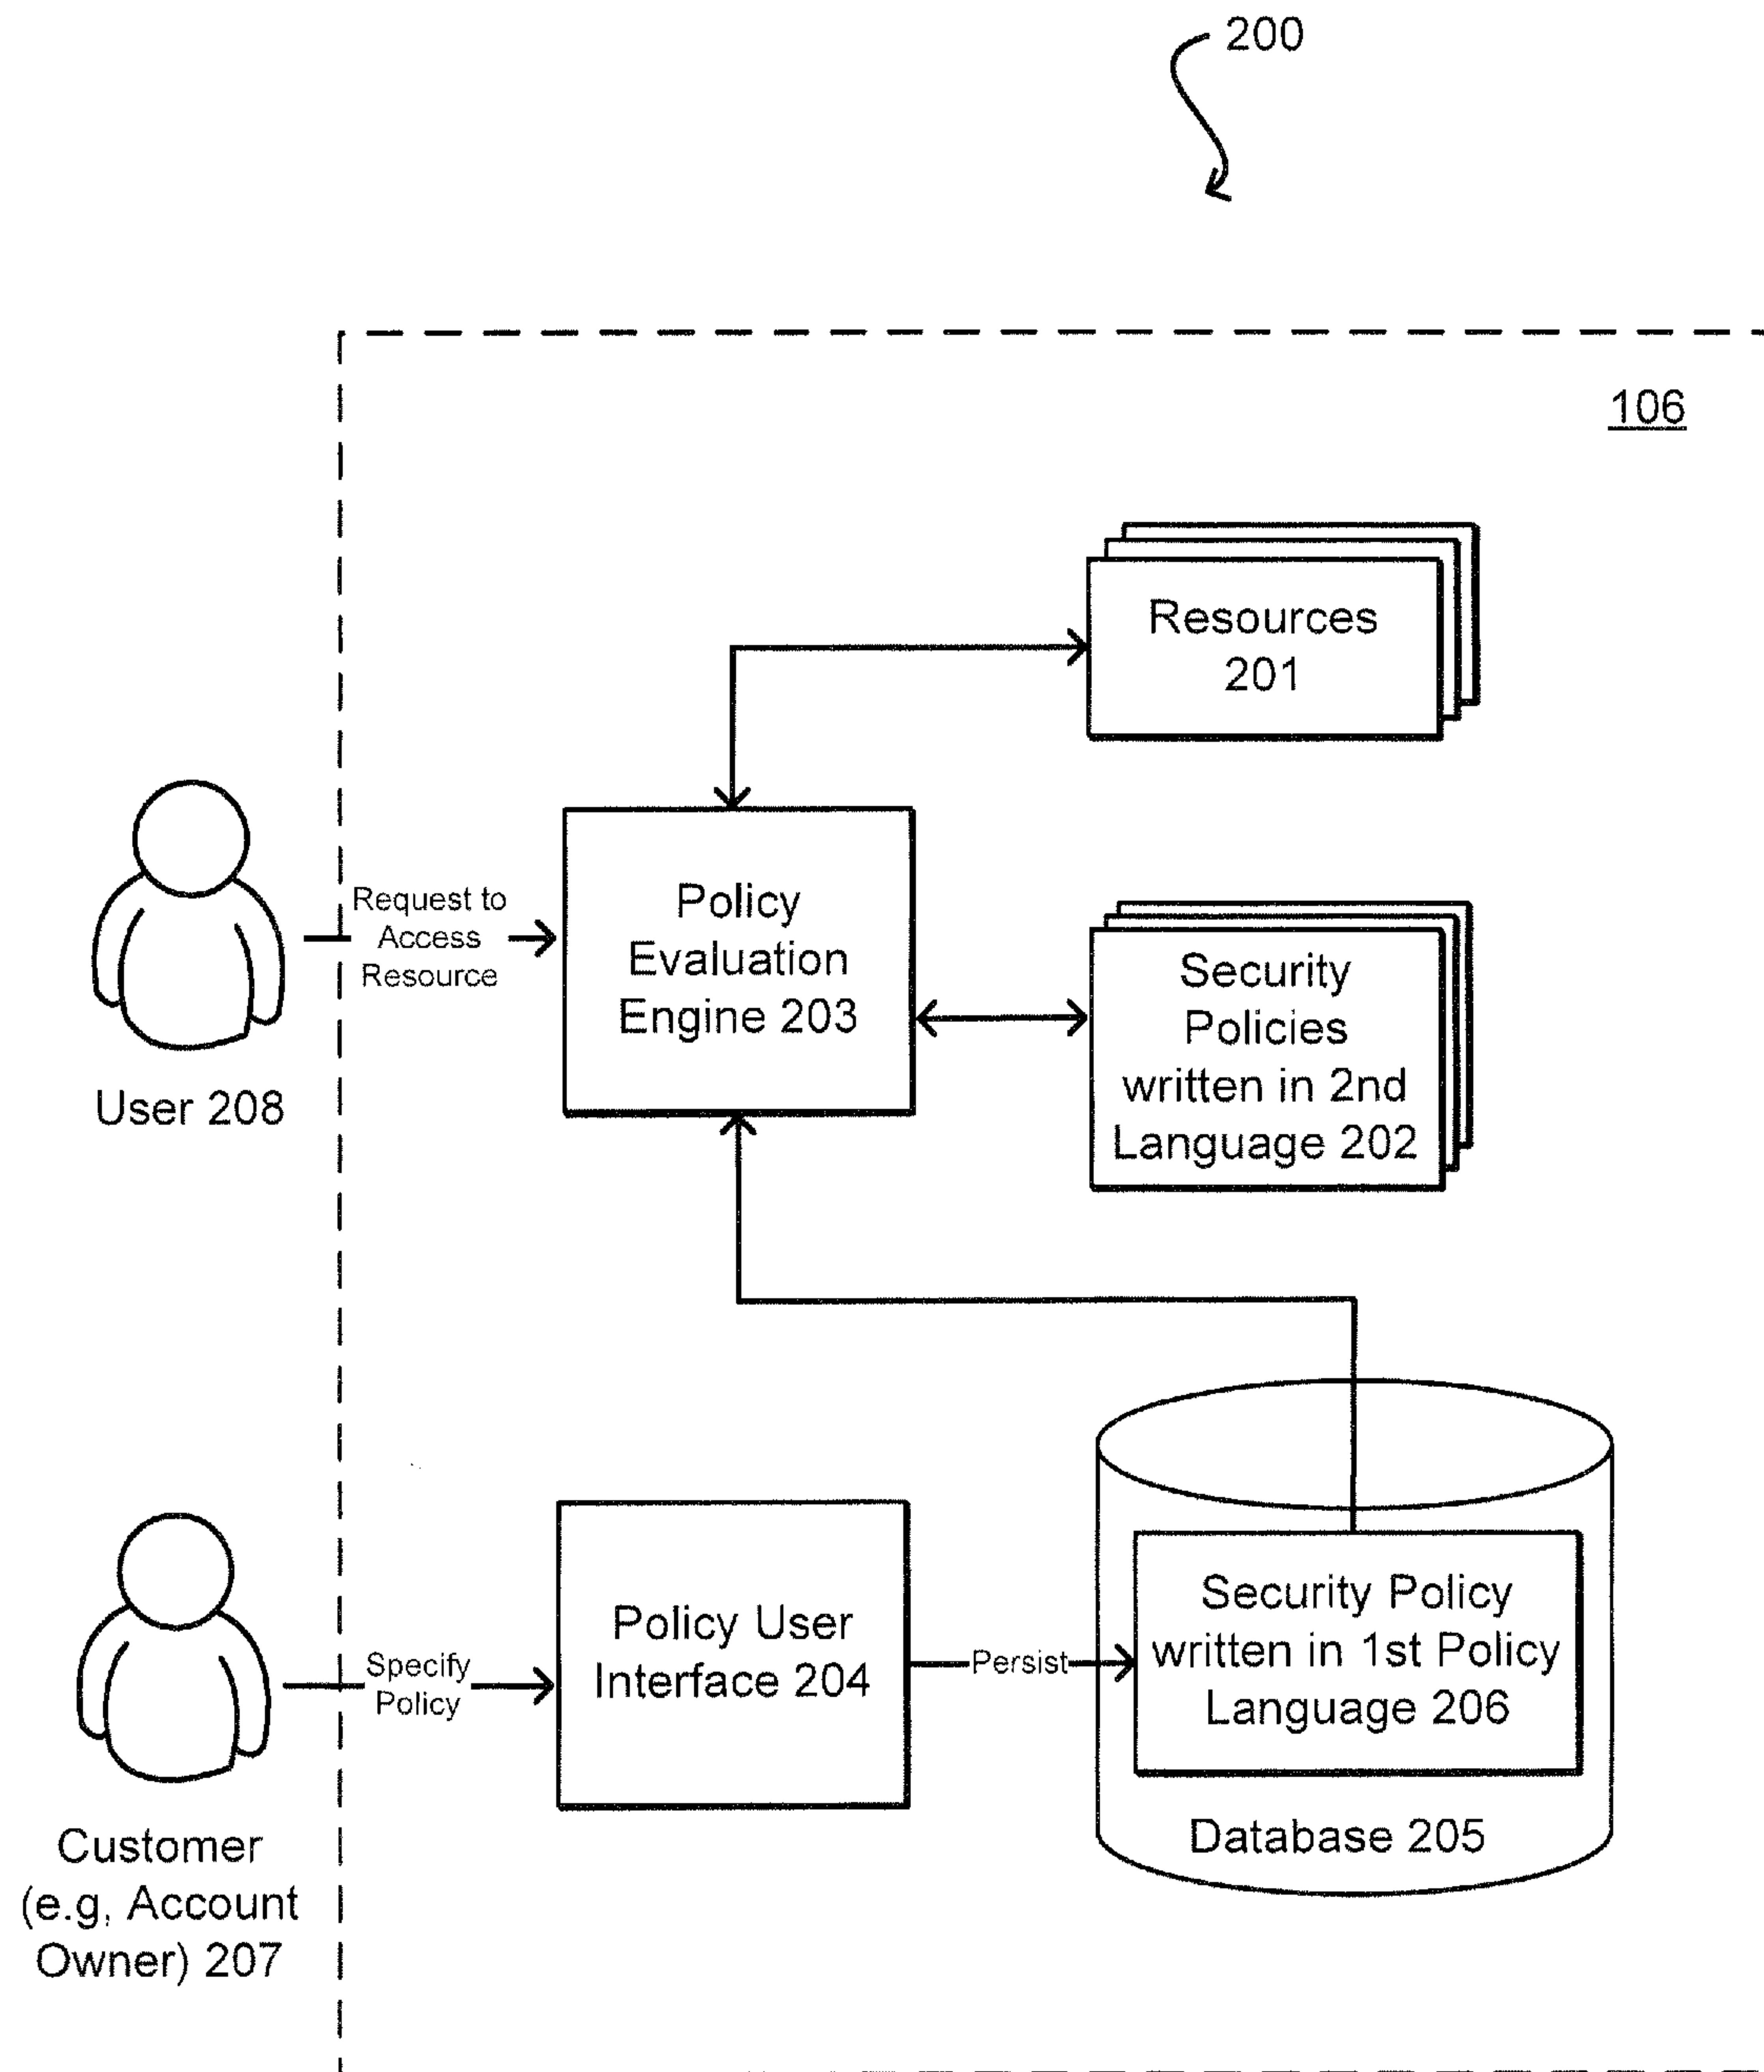 200
106
Resources
201
Request to
Access
Resource
Policy
Evaluation
Engine 203
Security
Policies
written in 2nd
Language 202
User 208
Specify
Policy
Policy User
Interface 204
Persist
Security Policy
written in 1st Policy
Language 206
Database 205
Customer
(e.g, Account
Owner) 207